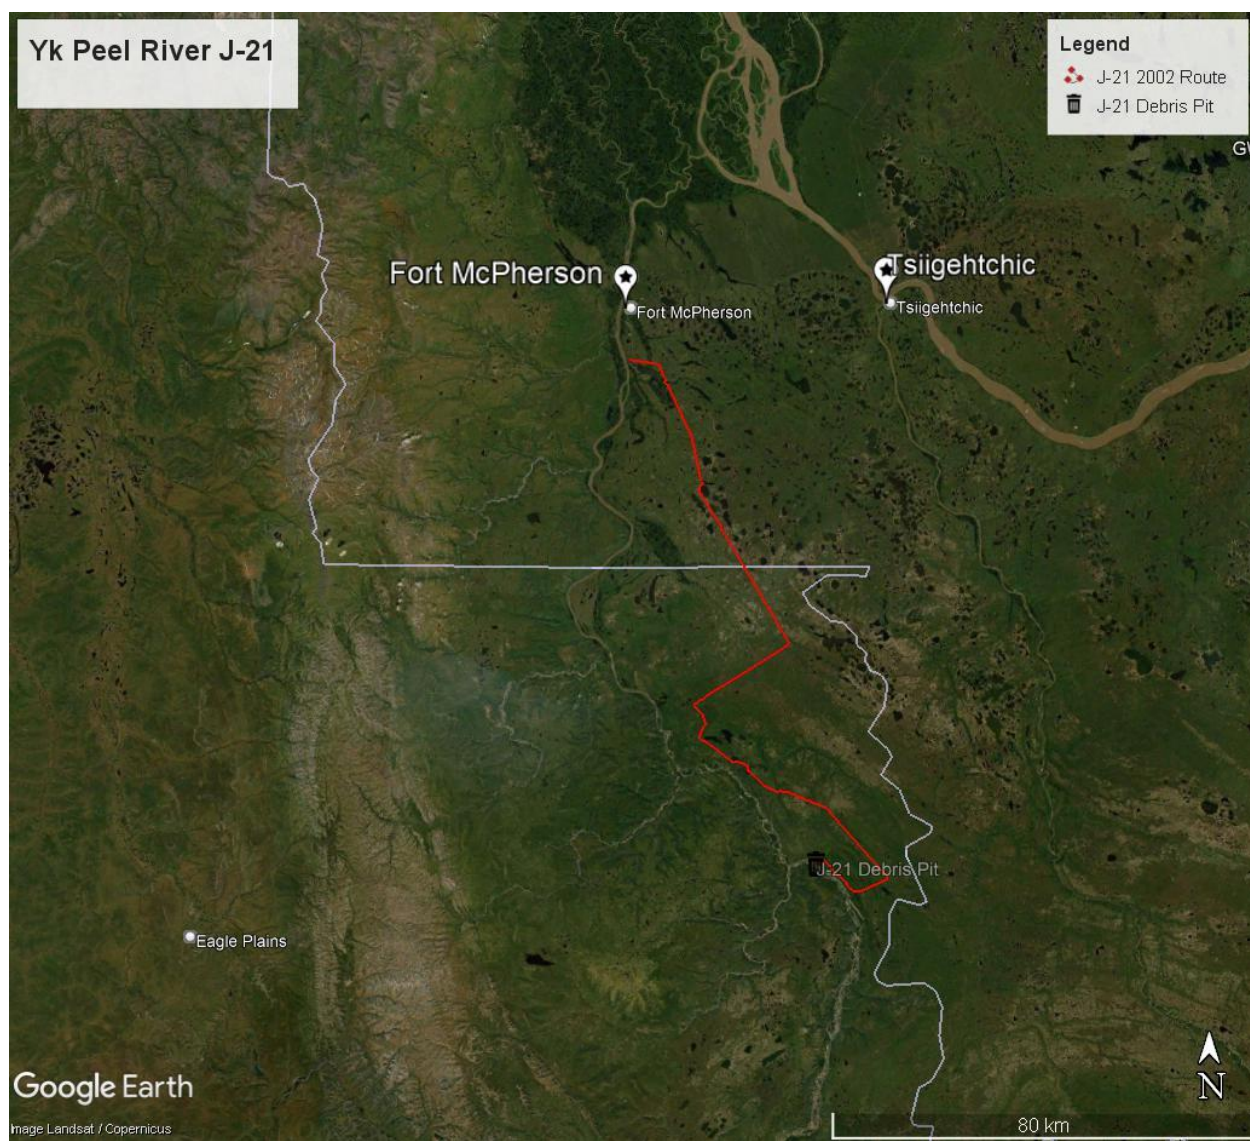 Yk Peel River J-21
Legend
J-21 2002 Route
J-21 Debris Pit
Fort McPherson
Fort McPherson
Tsiigehtchic
Tsiigehtchic
J-21 Debris Pit
Eagle Plains
Google Earth
Image Landsat / Copernicus
N
80 km